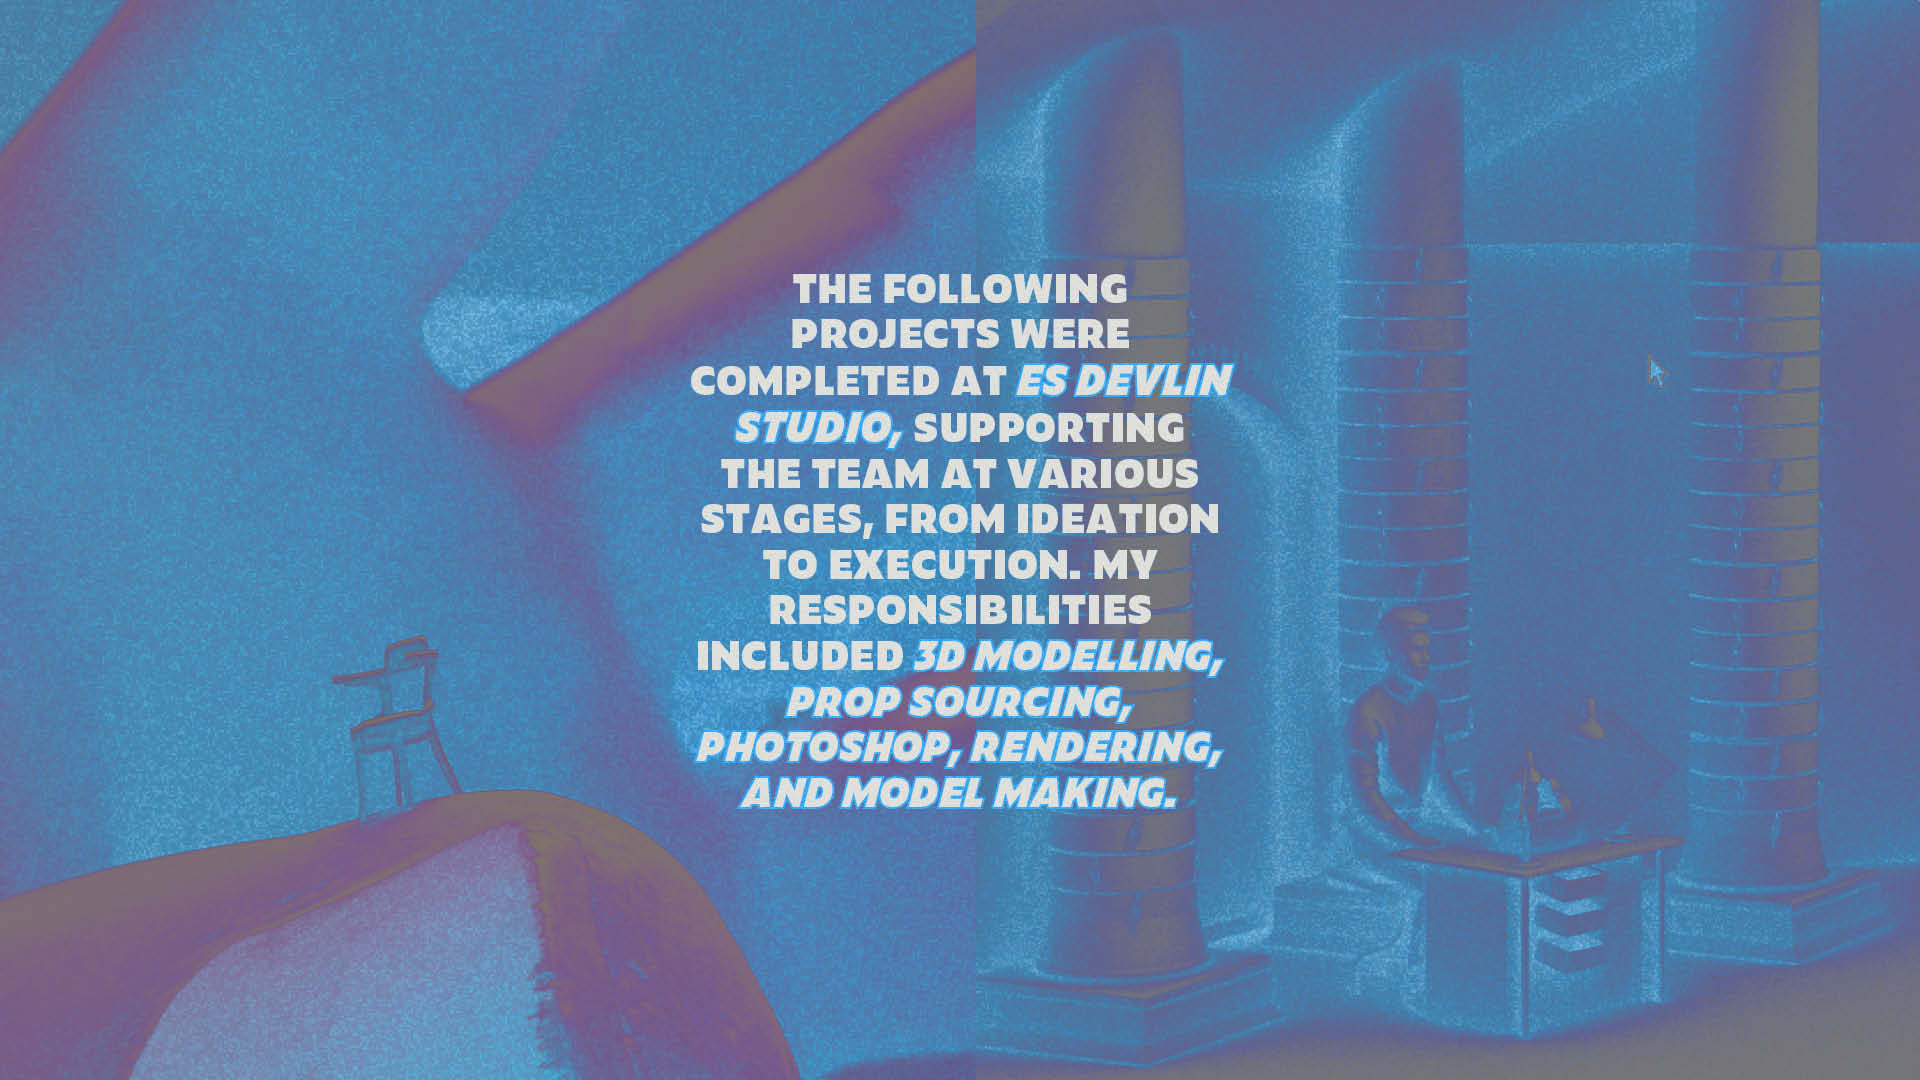 THE FOLLOWING
PROJECTS WERE
COMPLETED AT ES DEVLIN
STUDIO, SUPPORTING
THE TEAM AT VARIOUS
STAGES, FROM IDEATION
TO EXECUTION. MY
RESPONSIBILITIES
INCLUDED 3D MODELLING,
PROP SOURCING,
PHOTOSHOP, RENDERING,
AND MODEL MAKING.